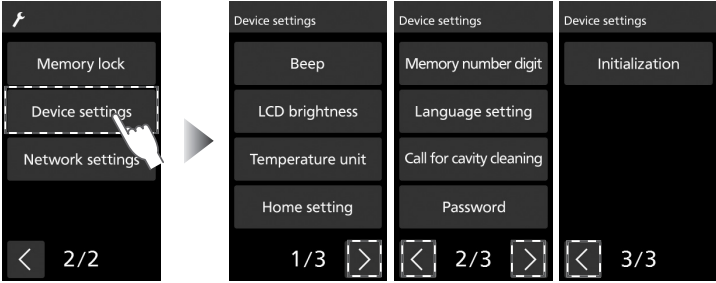 Memory lock
Device settings
Network settings
2/2
Device settings
Beep
LCD brightness
Temperature unit
Home setting
1/3
Device settings
Memory number digit
Language setting
Call for cavity cleaning
Password
2/3
Device settings
Initialization
3/3